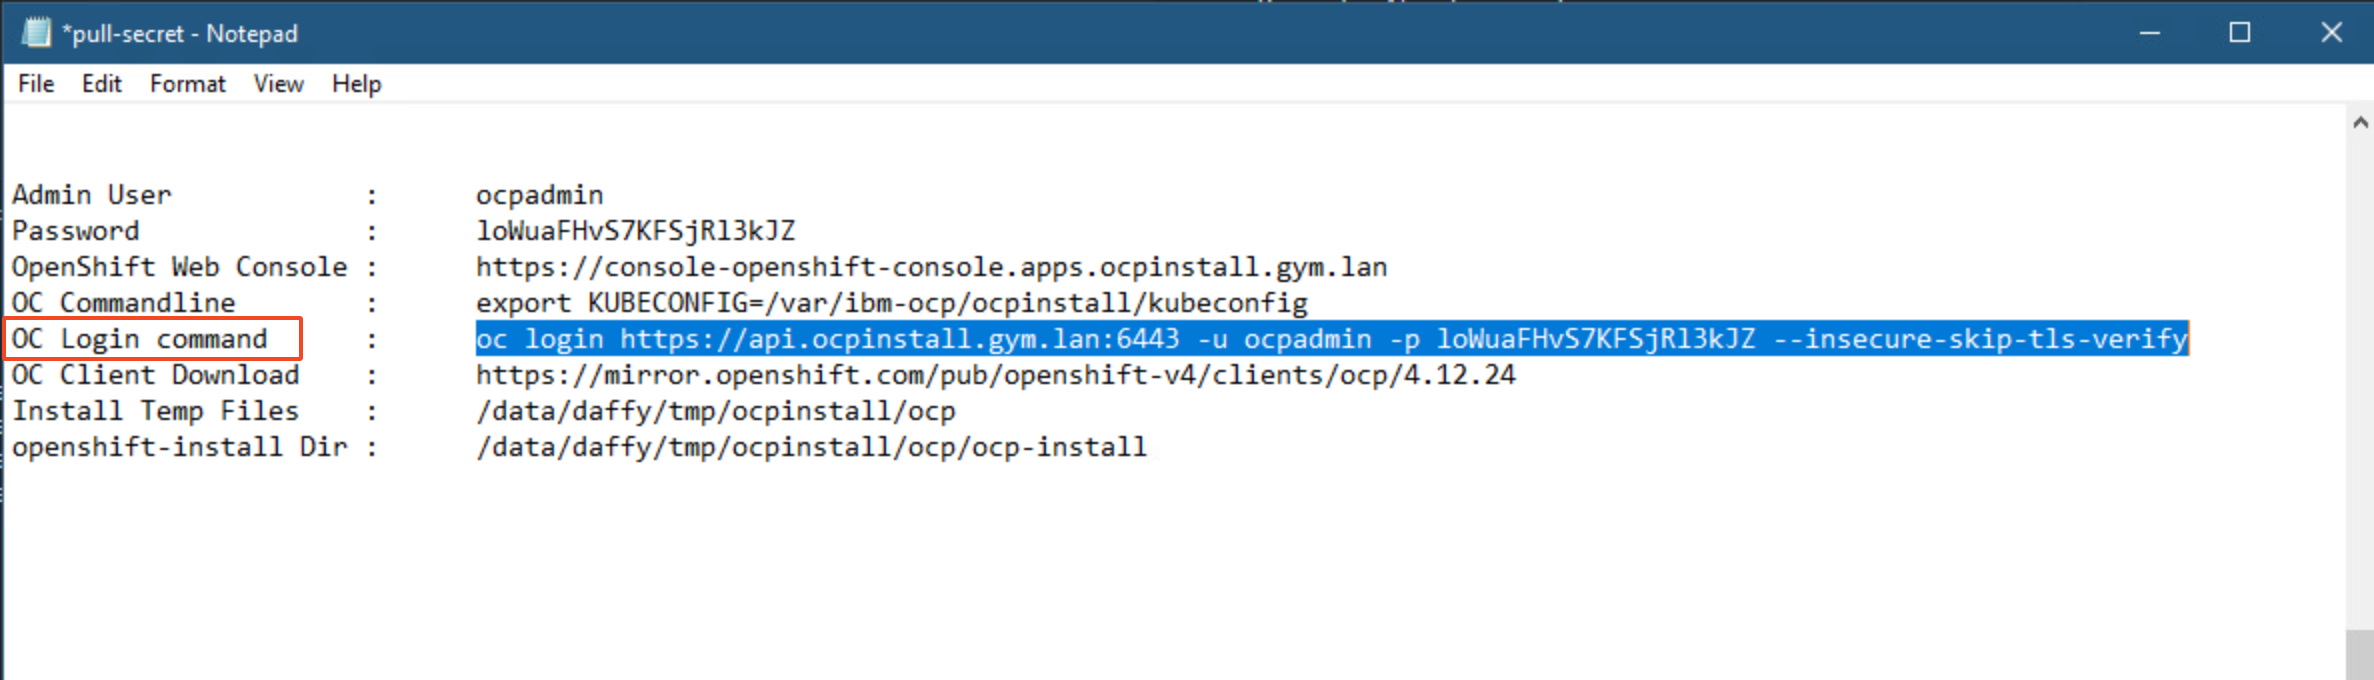 *pull-secret - Notepad
File Edit Format View Help
Admin User : ocpadmin
Password : loWuaFHvS7KFSjRl3kJZ
OpenShift Web Console : https://console-openshift-console.apps.ocpinstall.gym.lan
OC Commandline : export KUBECONFIG=/var/ibm-ocp/ocpinstall/kubeconfig
OC Login command : oc login https://api.ocpinstall.gym.lan:6443 -u ocpadmin -p loWuaFHvS7KFSjRl3kJZ --insecure-skip-tls-verify
OC Client Download : https://mirror.openshift.com/pub/openshift-v4/clients/ocp/4.12.24
Install Temp Files : /data/daffy/tmp/ocpinstall/ocp
openshift-install Dir : /data/daffy/tmp/ocpinstall/ocp/ocp-install